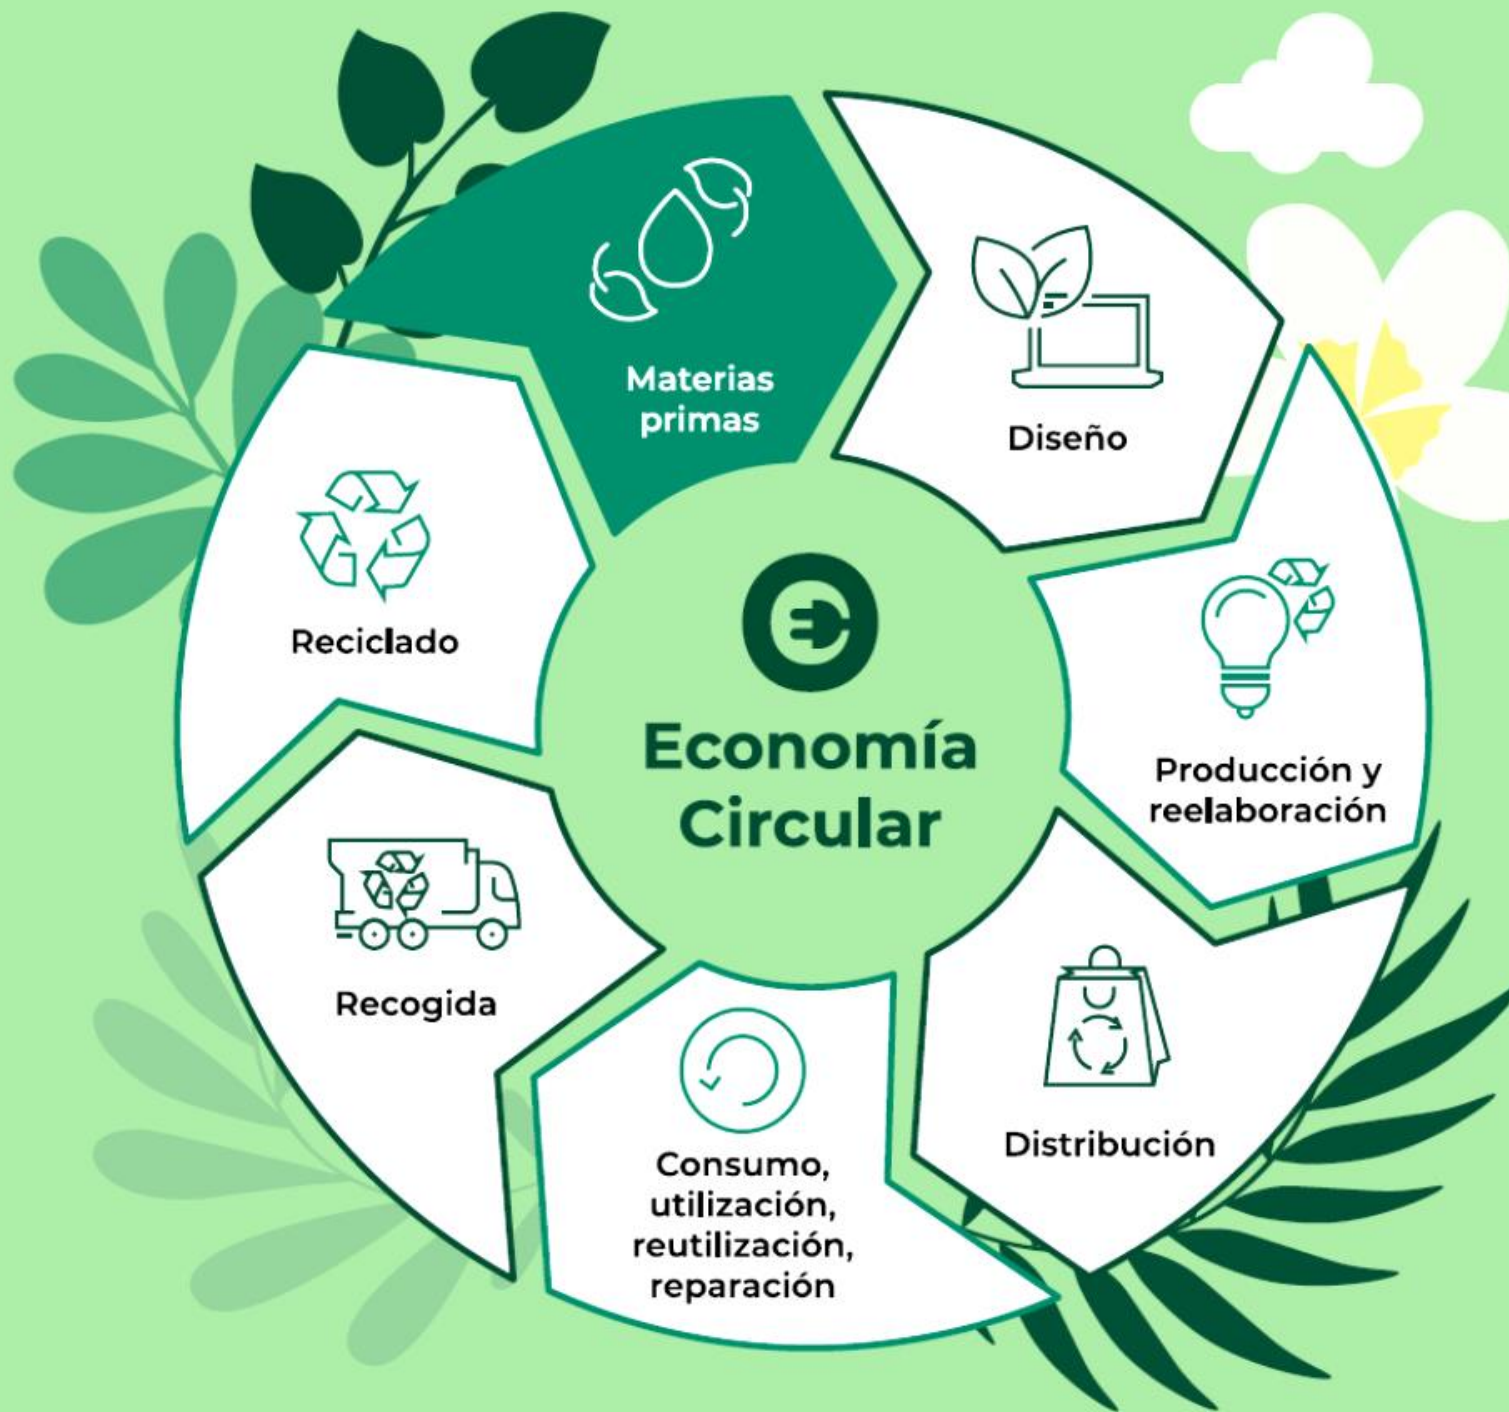 Materias
primas
Diseño
Producción y
reelaboración
Distribución
Consumo,
utilización,
reutilización,
reparación
Recogida
Reciclado
Economía
Circular